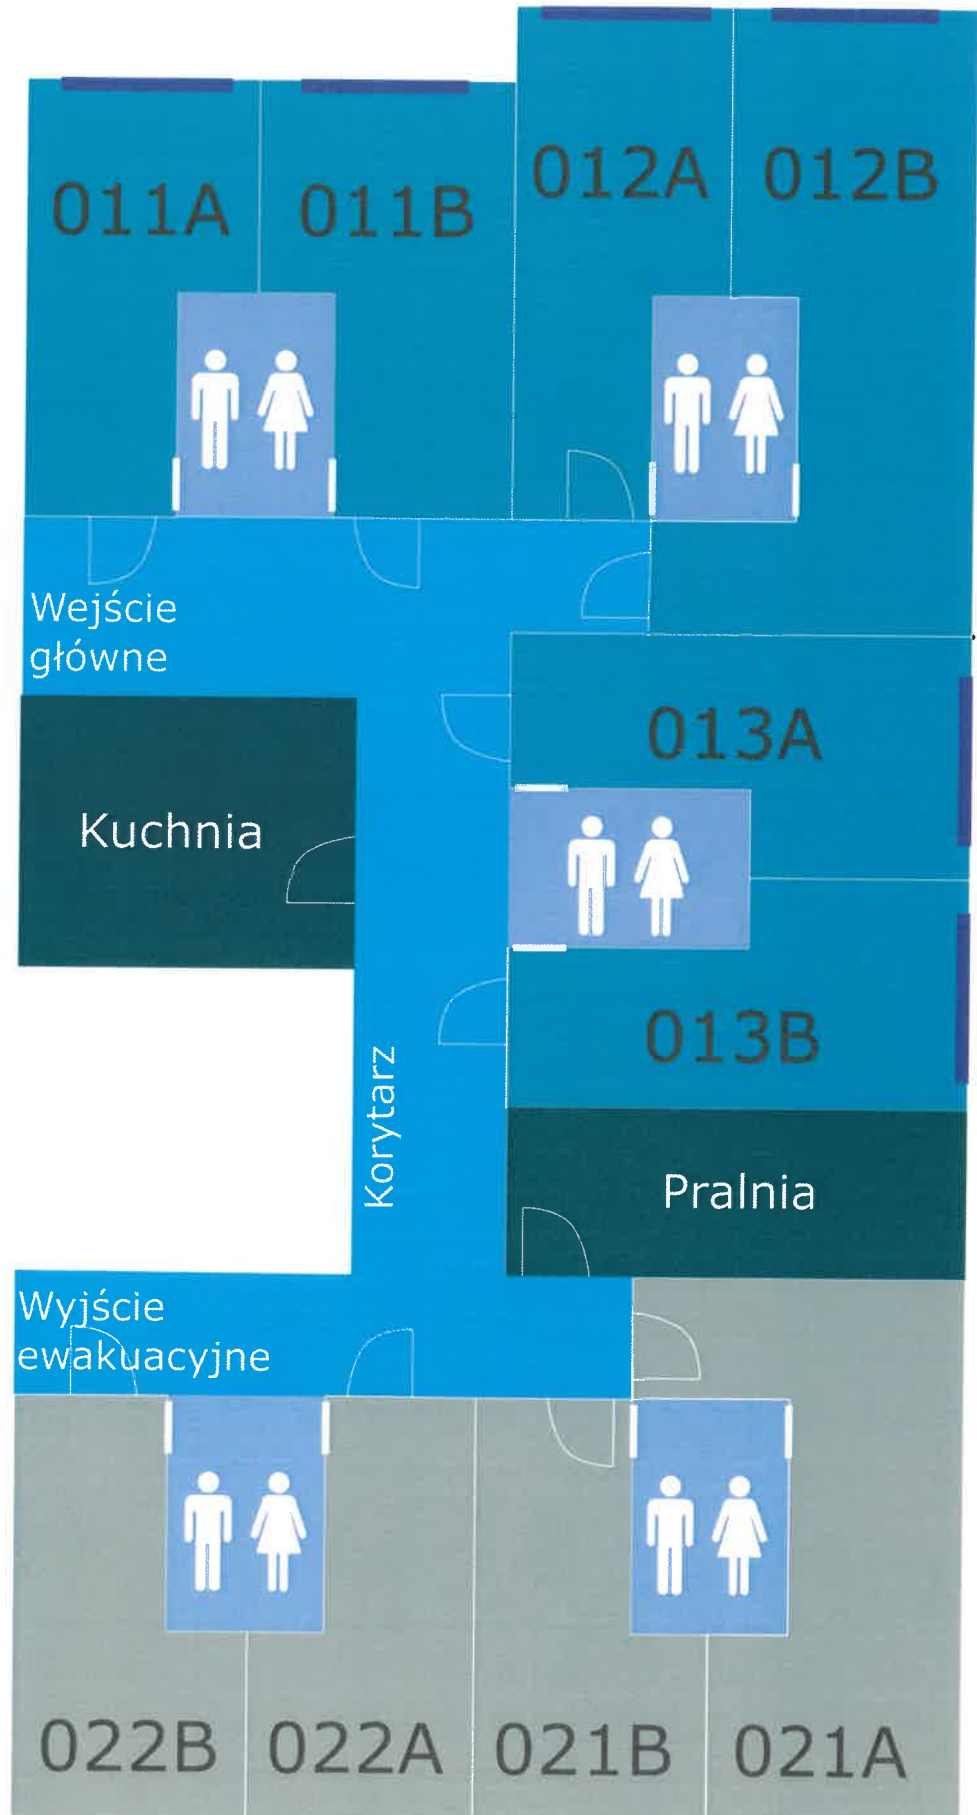 012A
012B
011A
011B
Wejście
główne
013A
Kuchnia
013B
Korytarz
Pralnia
Wyjście
ewakuacyjne
022B
022A
021B
021A